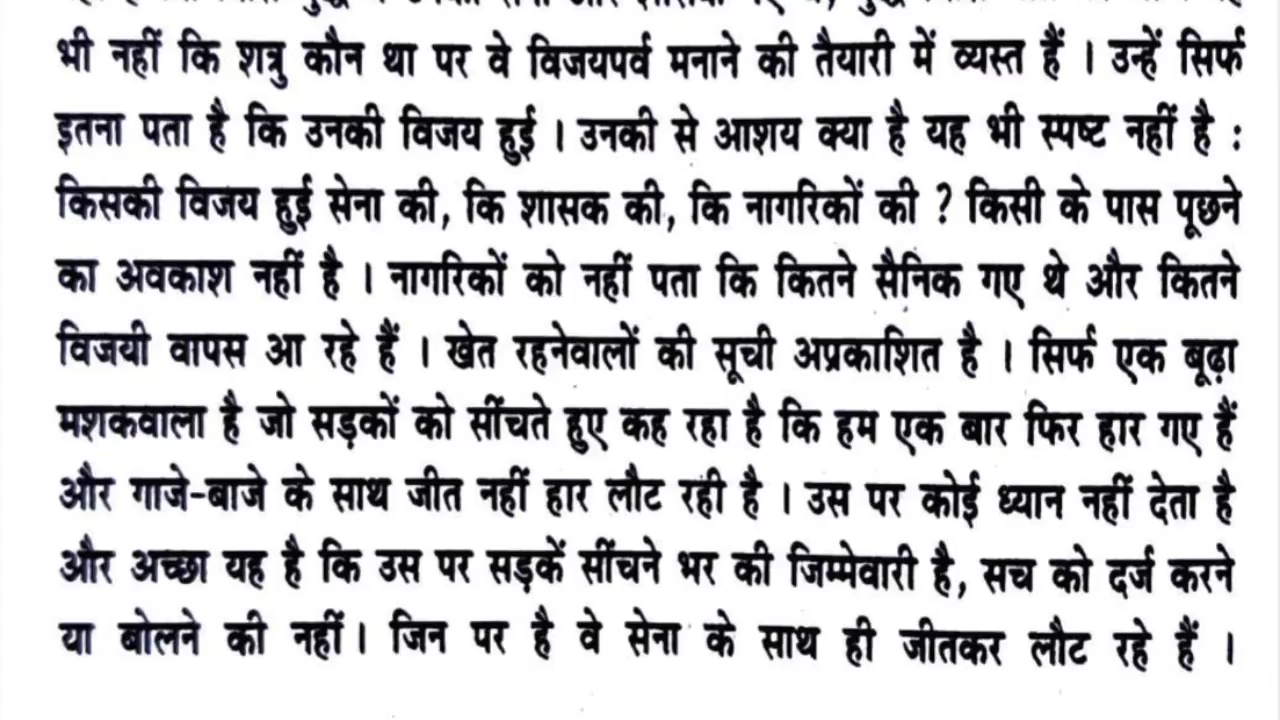 भी नहीं कि शत्रु कौन था पर वे विजयपर्व मनाने की तैयारी में व्यस्त हैं । उन्हें सिर्फ
इतना पता है कि उनकी विजय हुई । उनकी से आशय क्या है यह भी स्पष्ट नहीं है :
किसकी विजय हुई सेना की, कि शासक की, कि नागरिकों की ? किसी के पास पूछने
का अवकाश नहीं है । नागरिकों को नहीं पता कि कितने सैनिक गए थे और कितने
विजयी वापस आ रहे हैं । खेत रहनेवालों की सूची अप्रकाशित है । सिर्फ एक बूढ़ा
मशकवाला है जो सड़कों को सींचते हुए कह रहा है कि हम एक बार फिर हार गए हैं
और गाजे-बाजे के साथ जीत नहीं हार लौट रही है । उस पर कोई ध्यान नहीं देता है
और अच्छा यह है कि उस पर सड़कें सींचने भर की जिम्मेवारी है, सच को दर्ज करने
या बोलने की नहीं। जिन पर है वे सेना के साथ ही जीतकर लौट रहे हैं ।